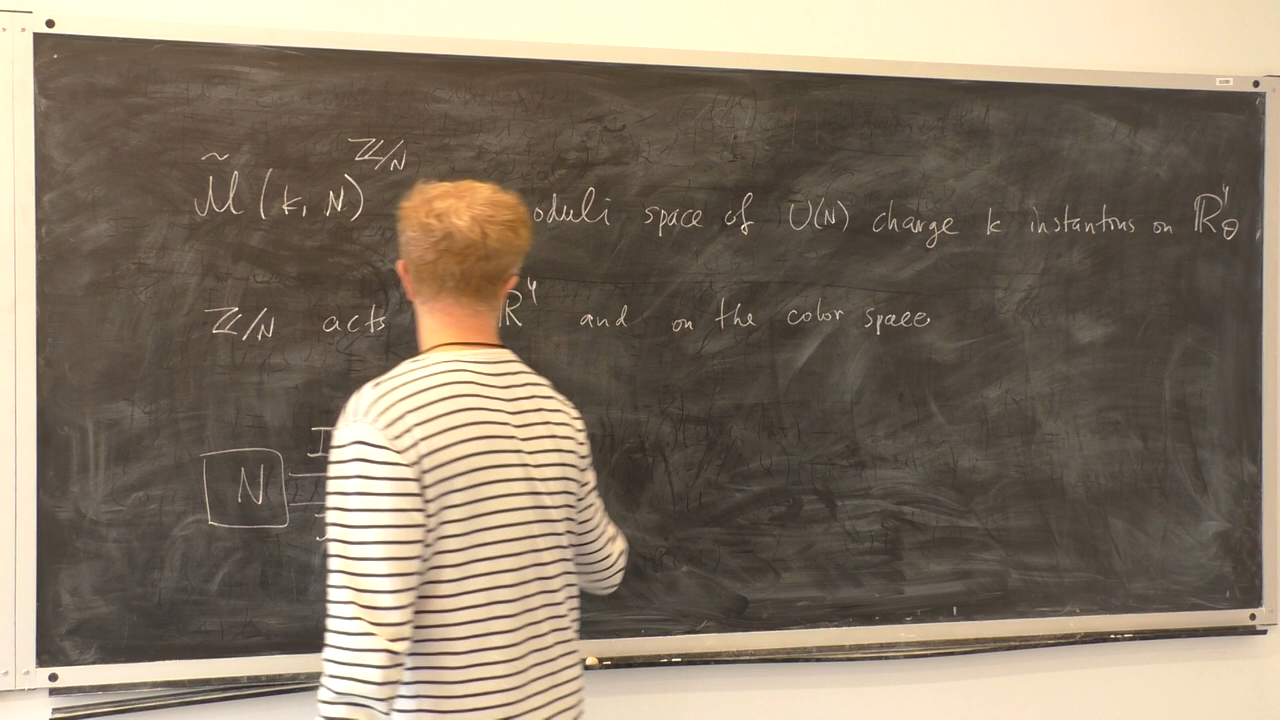 M̃(k, N)^{ℤ/N} oduli space of U(N) charge k instantons on ℝ⁴_θ
ℤ/N acts ℝ⁴ and on the color space
I
N
J